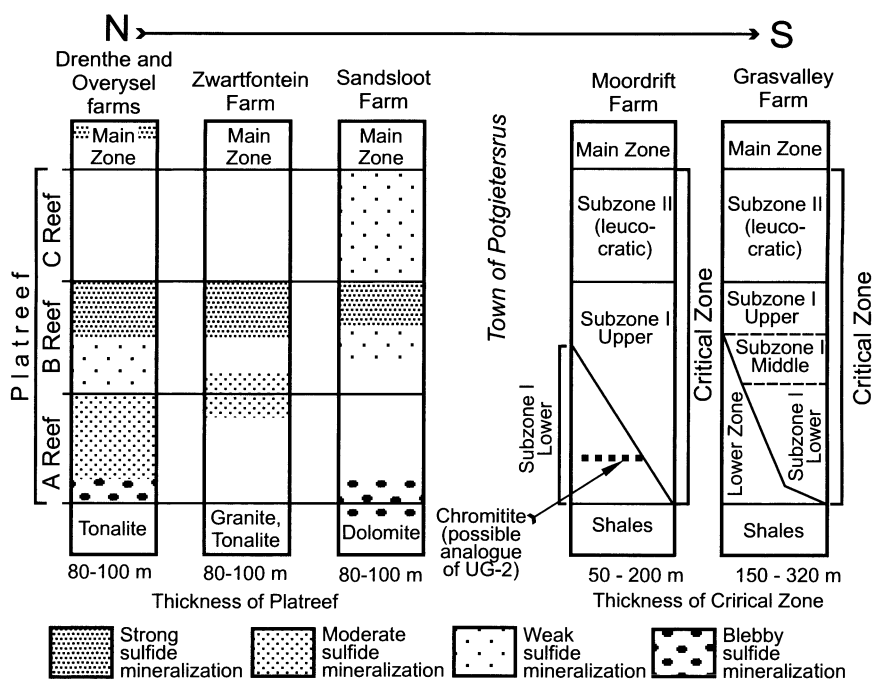 N
S
Drenthe and
Overysel
farms
Zwartfontein
Farm
Sandsloot
Farm
Moordrift
Farm
Grasvalley
Farm
Main
Zone
Main
Zone
Main
Zone
Main Zone
Main Zone
Platreef
C Reef
B Reef
A Reef
Town of Potgietersrus
Subzone II
(leuco-
cratic)
Subzone I
Upper
Subzone I
Lower
Critical Zone
Subzone II
(leuco-
cratic)
Subzone I
Upper
Subzone I
Middle
Lower Zone
Subzone I
Lower
Critical Zone
Chromitite
(possible
analogue
of UG-2)
Tonalite
Granite,
Tonalite
Dolomite
Shales
Shales
80-100 m
80-100 m
80-100 m
50 - 200 m
150 - 320 m
Thickness of Platreef
Thickness of Crirical Zone
Strong
sulfide
mineralization
Moderate
sulfide
mineralization
Weak
sulfide
mineralization
Blebby
sulfide
mineralization